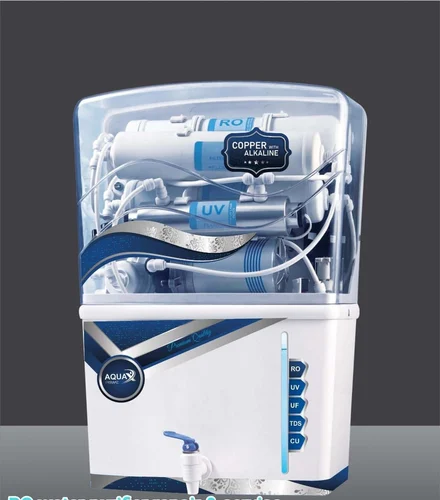 RO
COPPER WITH
ALKALINE
UV
Premium Quality
AQUA X
RO
UV
UF
TDS
CU